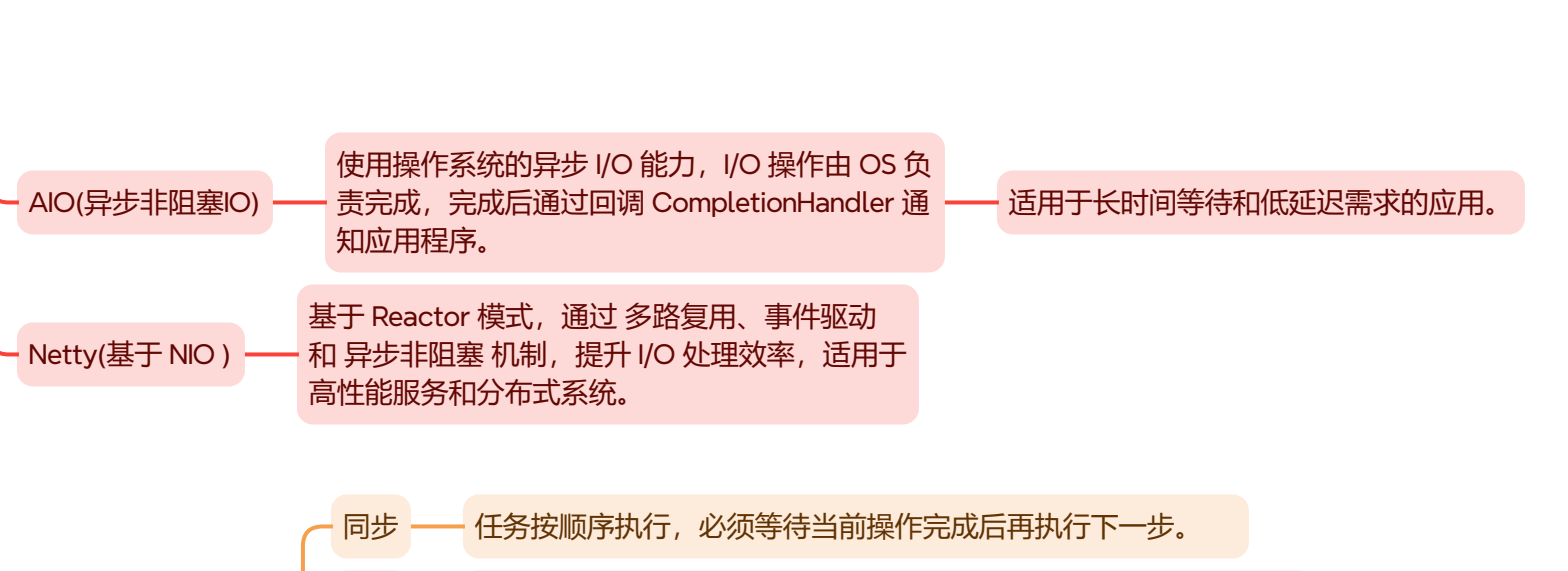 AIO(异步非阻塞IO)
使用操作系统的异步 I/O 能力，I/O 操作由 OS 负
责完成，完成后通过回调 CompletionHandler 通
知应用程序。
适用于长时间等待和低延迟需求的应用。
Netty(基于 NIO )
基于 Reactor 模式，通过 多路复用、事件驱动
和 异步非阻塞 机制，提升 I/O 处理效率，适用于
高性能服务和分布式系统。
同步
任务按顺序执行，必须等待当前操作完成后再执行下一步。